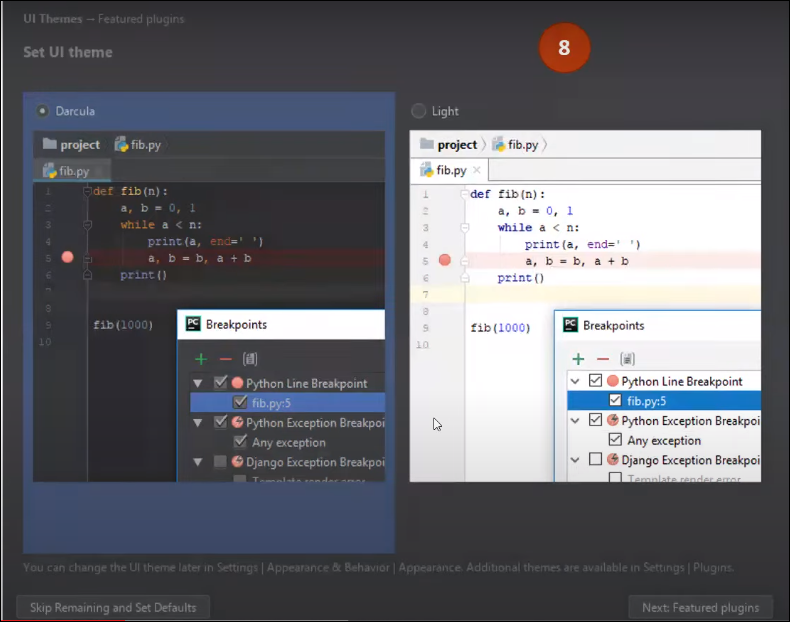 UI Themes → Featured plugins
8
Set UI theme
Darcula
project fib.py
fib.py
1 def fib(n):
2 a, b = 0, 1
3 while a < n:
4 print(a, end=' ')
5 a, b = b, a + b
6 print()
7
8
9 fib(1000)
10
PC Breakpoints
Python Line Breakpoint
fib.py:5
Python Exception Breakpoi
Any exception
Django Exception Breakpoi
Template render error
Light
project fib.py
fib.py
1 def fib(n):
2 a, b = 0, 1
3 while a < n:
4 print(a, end=' ')
5 a, b = b, a + b
6 print()
7
8
9 fib(1000)
10
PC Breakpoints
Python Line Breakpoint
fib.py:5
Python Exception Breakpoi
Any exception
Django Exception Breakpoi
Template render error
You can change the UI theme later in Settings | Appearance & Behavior | Appearance. Additional themes are available in Settings | Plugins.
Skip Remaining and Set Defaults
Next: Featured plugins